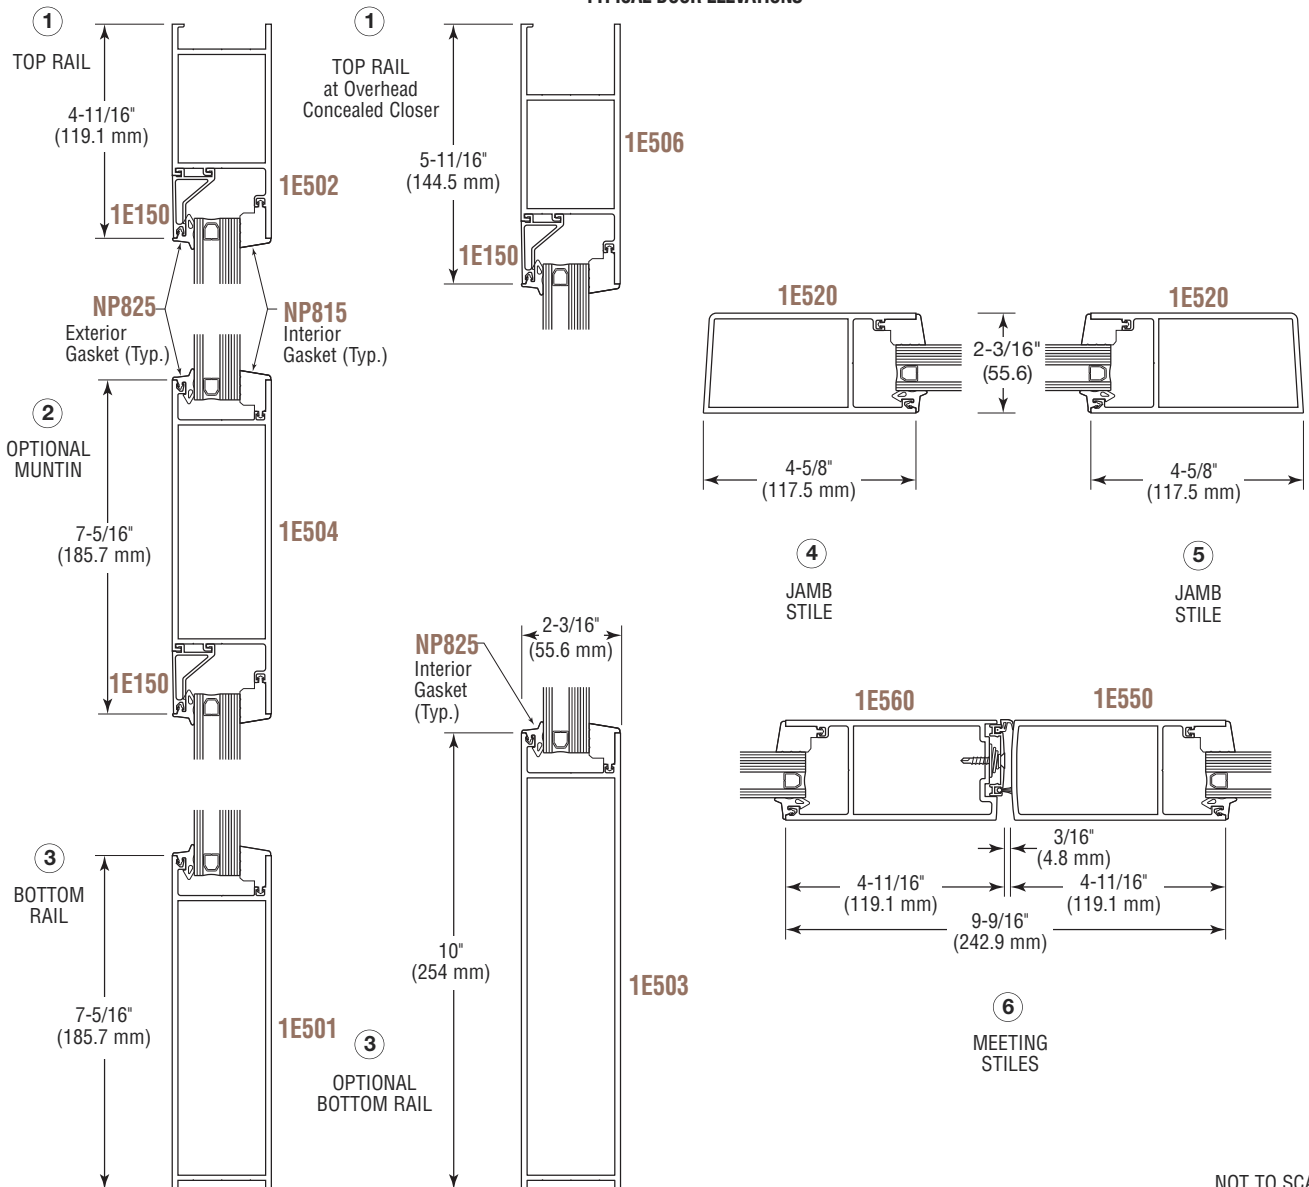 TYPICAL DOOR ELEVATIONS
1
TOP RAIL
4-11/16"
(119.1 mm)
1E502
1E150
1
TOP RAIL
at Overhead
Concealed Closer
5-11/16"
(144.5 mm)
1E506
1E150
NP825
Exterior
Gasket (Typ.)
NP815
Interior
Gasket (Typ.)
2
OPTIONAL
MUNTIN
7-5/16"
(185.7 mm)
1E504
1E150
1E520
1E520
2-3/16"
(55.6)
4-5/8"
(117.5 mm)
4-5/8"
(117.5 mm)
4
JAMB
STILE
5
JAMB
STILE
3
BOTTOM
RAIL
7-5/16"
(185.7 mm)
1E501
NP825
Interior
Gasket
(Typ.)
2-3/16"
(55.6 mm)
10"
(254 mm)
1E503
3
OPTIONAL
BOTTOM RAIL
1E560
1E550
3/16"
(4.8 mm)
4-11/16"
(119.1 mm)
4-11/16"
(119.1 mm)
9-9/16"
(242.9 mm)
6
MEETING
STILES
NOT TO SCA